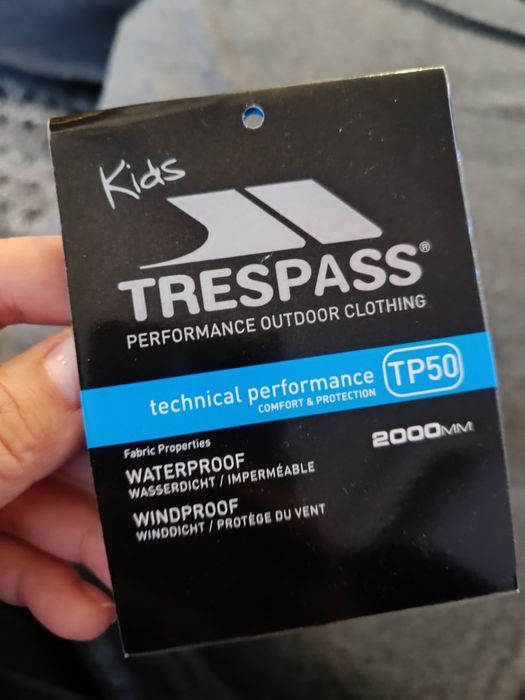 Kids
TRESPASS®
PERFORMANCE OUTDOOR CLOTHING
technical performance TP50
COMFORT & PROTECTION
2000MM
Fabric Properties
WATERPROOF
WASSERDICHT / IMPERMÉABLE
WINDPROOF
WINDDICHT / PROTÈGE DU VENT